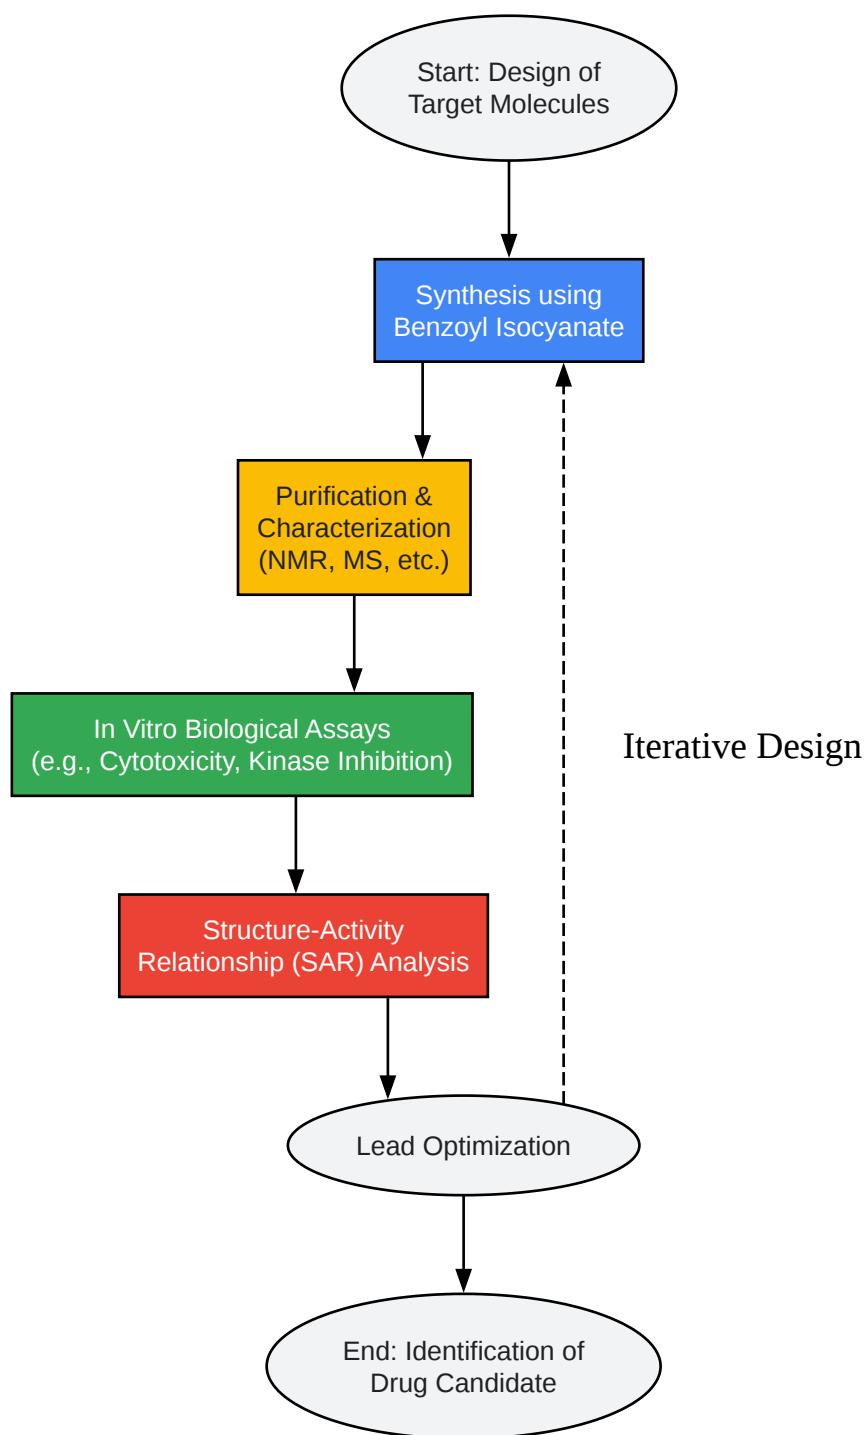 Start: Design of
Target Molecules
Synthesis using
Benzoyl Isocyanate
Purification &
Characterization
(NMR, MS, etc.)
In Vitro Biological Assays
(e.g., Cytotoxicity, Kinase Inhibition)
Iterative Design
Structure-Activity
Relationship (SAR) Analysis
Lead Optimization
End: Identification of
Drug Candidate